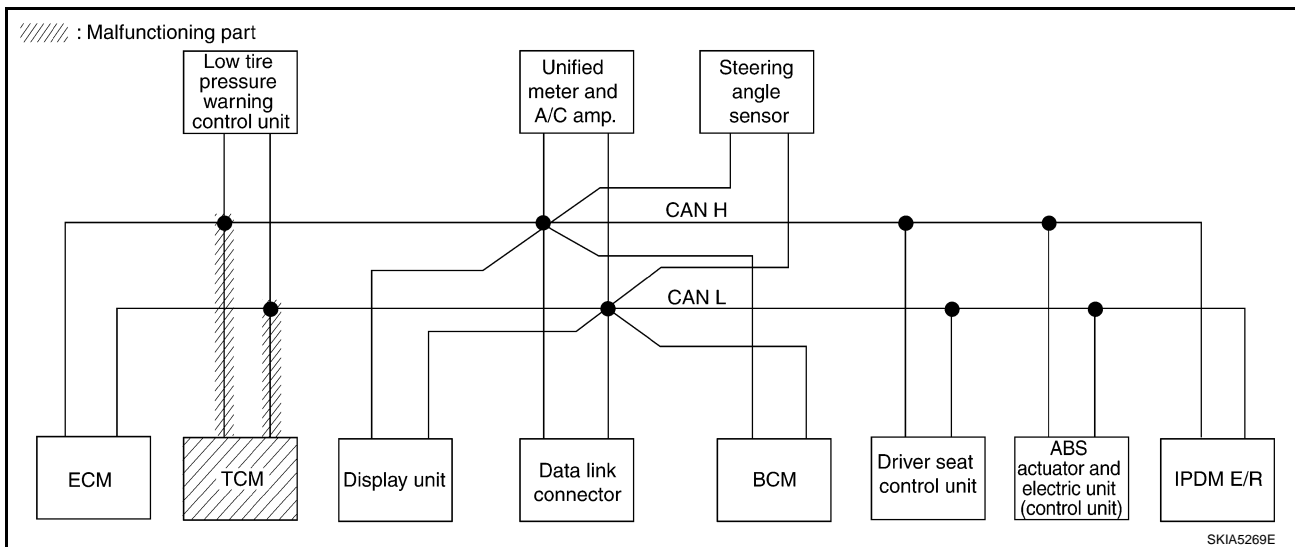 : Malfunctioning part
Low tire
pressure
warning
control unit
Unified
meter and
A/C amp.
Steering
angle
sensor
CAN H
CAN L
ECM
TCM
Display unit
Data link
connector
BCM
Driver seat
control unit
ABS
actuator and
electric unit
(control unit)
IPDM E/R
SKIA5269E